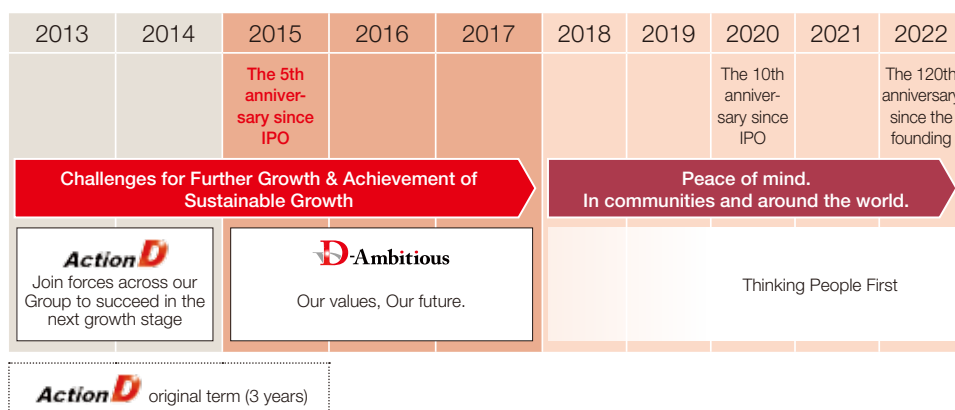 2013 2014 2015 2016 2017 2018 2019 2020 2021 2022
The 5th
anniver-
sary since
IPO
The 10th
anniver-
sary since
IPO
The 120th
anniversary
since the
founding
Challenges for Further Growth & Achievement of
Sustainable Growth
Peace of mind.
In communities and around the world.
Action D
Join forces across our
Group to succeed in the
next growth stage
D-Ambitious
Our values, Our future.
Thinking People First
Action D original term (3 years)